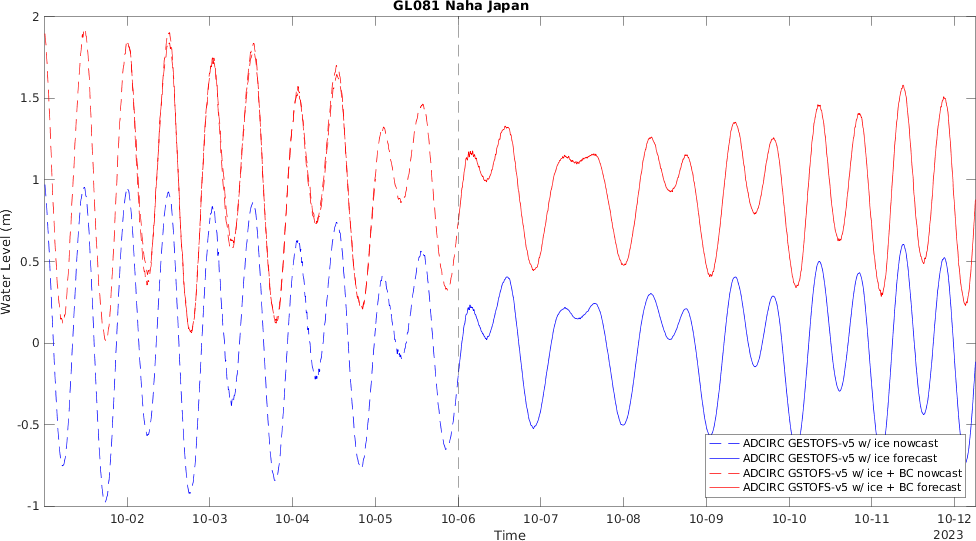 GL081 Naha Japan
2
1.5
1
0.5
0
-0.5
-1
Water Level (m)
10-02 10-03 10-04 10-05 10-06 10-07 10-08 10-09 10-10 10-11 10-12
Time
2023
ADCIRC GESTOFS-v5 w/ ice nowcast
ADCIRC GESTOFS-v5 w/ ice forecast
ADCIRC GSTOFS-v5 w/ ice + BC nowcast
ADCIRC GSTOFS-v5 w/ ice + BC forecast